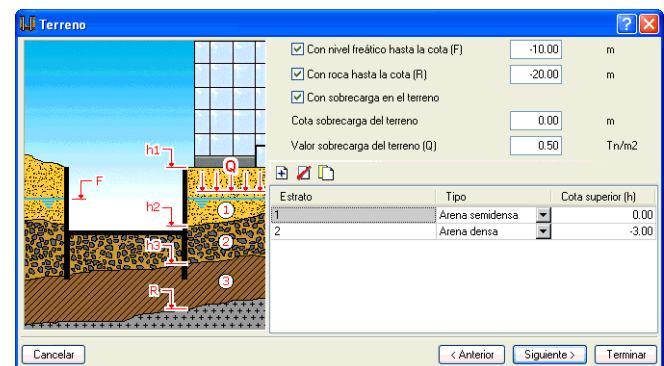 Terreno
Con nivel freático hasta la cota (F) -10.00 m
Con roca hasta la cota (R) -20.00 m
Con sobrecarga en el terreno
Cota sobrecarga del terreno 0.00 m
Valor sobrecarga del terreno (Q) 0.50 Tn/m2
h1
Q
F
h2
1
2
h3
3
R
Estrato Tipo Cota superior (h)
1 Arena semidensa 0.00
2 Arena densa -3.00
Cancelar < Anterior Siguiente > Terminar